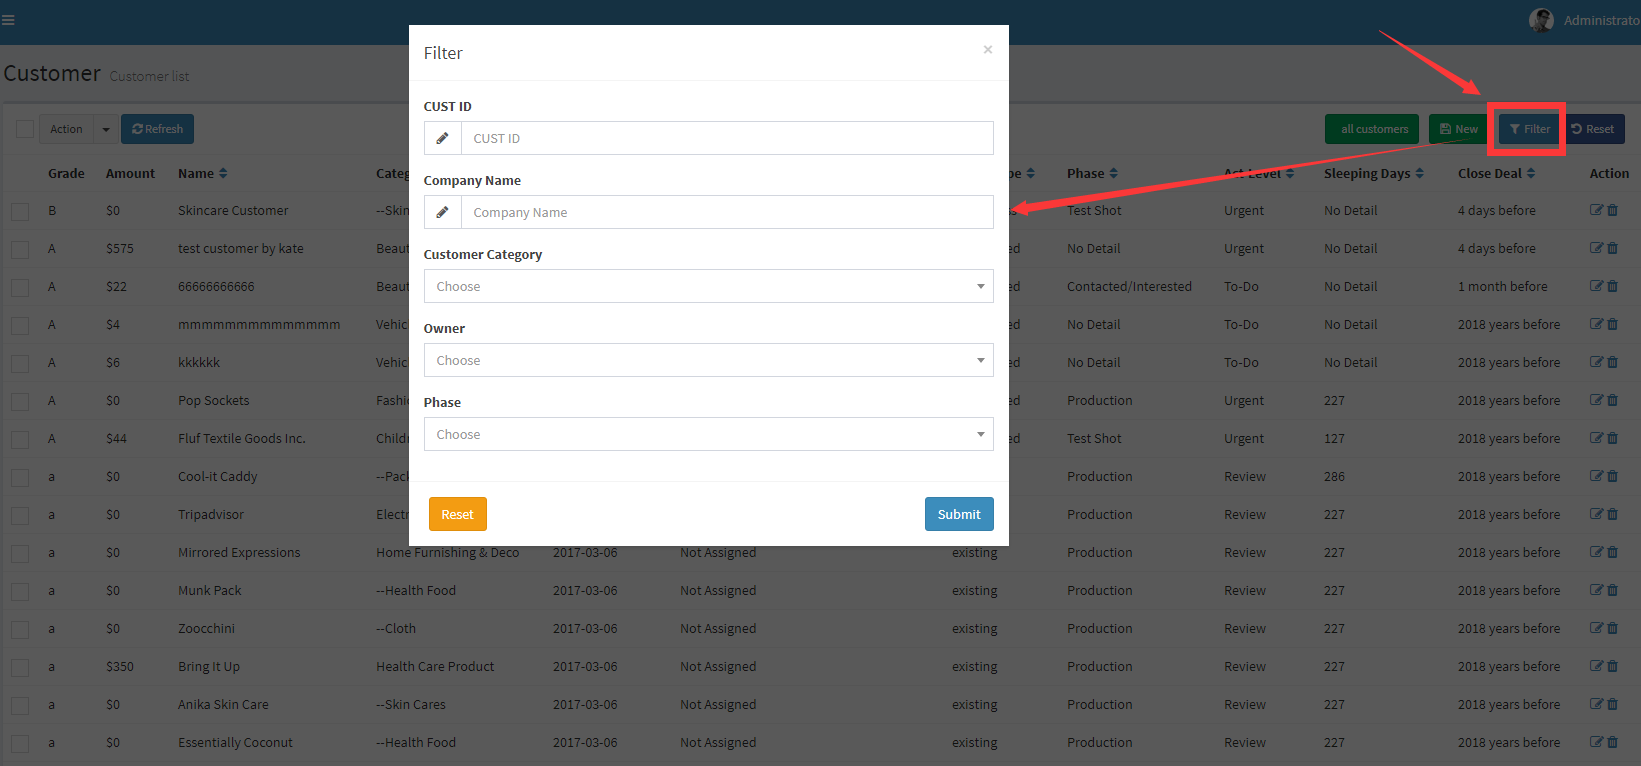 Administrato
Customer Customer list
Filter ×
Action Refresh all customers New Filter Reset
CUST ID
CUST ID
Company Name
Company Name
Customer Category
Choose
Owner
Choose
Phase
Choose
Reset Submit
Grade Amount Name Phase Act-Level Sleeping Days Close Deal Action
B $0 Skincare Customer --Skin Test Shot Urgent No Detail 4 days before
A $575 test customer by kate Beau No Detail Urgent No Detail 4 days before
A $22 66666666666 Beau Contacted/Interested To-Do No Detail 1 month before
A $4 mmmmmmmmmmmmmm Vehic No Detail To-Do No Detail 2018 years before
A $6 kkkkkk Vehic No Detail To-Do No Detail 2018 years before
A $0 Pop Sockets Fashi Production Urgent 227 2018 years before
A $44 Fluf Textile Goods Inc. Childr Test Shot Urgent 127 2018 years before
a $0 Cool-it Caddy --Pac Production Review 286 2018 years before
a $0 Tripadvisor Electr Production Review 227 2018 years before
a $0 Mirrored Expressions Home Furnishing & Deco 2017-03-06 Not Assigned existing Production Review 227 2018 years before
a $0 Munk Pack --Health Food 2017-03-06 Not Assigned existing Production Review 227 2018 years before
a $0 Zoocchini --Cloth 2017-03-06 Not Assigned existing Production Review 227 2018 years before
a $350 Bring It Up Health Care Product 2017-03-06 Not Assigned existing Production Review 227 2018 years before
a $0 Anika Skin Care --Skin Cares 2017-03-06 Not Assigned existing Production Review 227 2018 years before
a $0 Essentially Coconut --Health Food 2017-03-06 Not Assigned existing Production Review 227 2018 years before